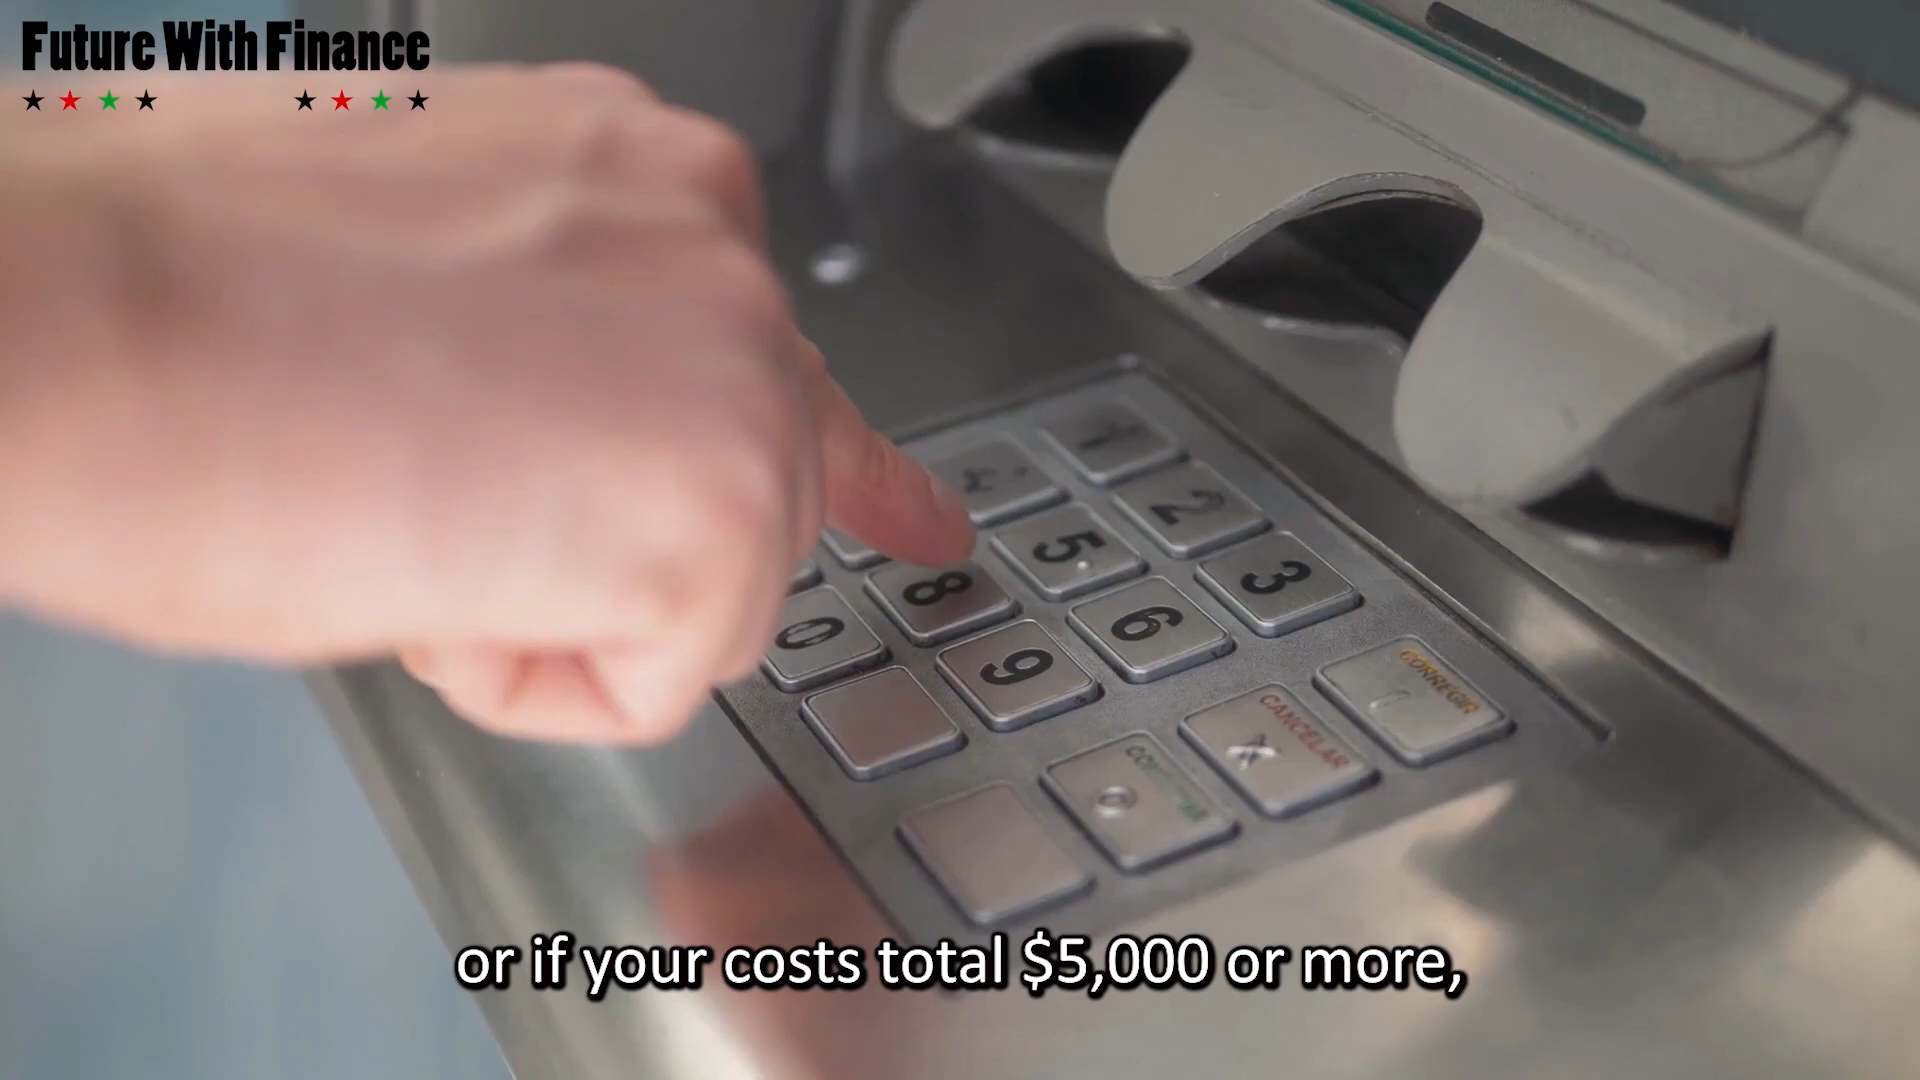 Future With Finance
1
2
3
5
6
8
9
0
CORREGIR
CANCELAR
or if your costs total $5,000 or more,